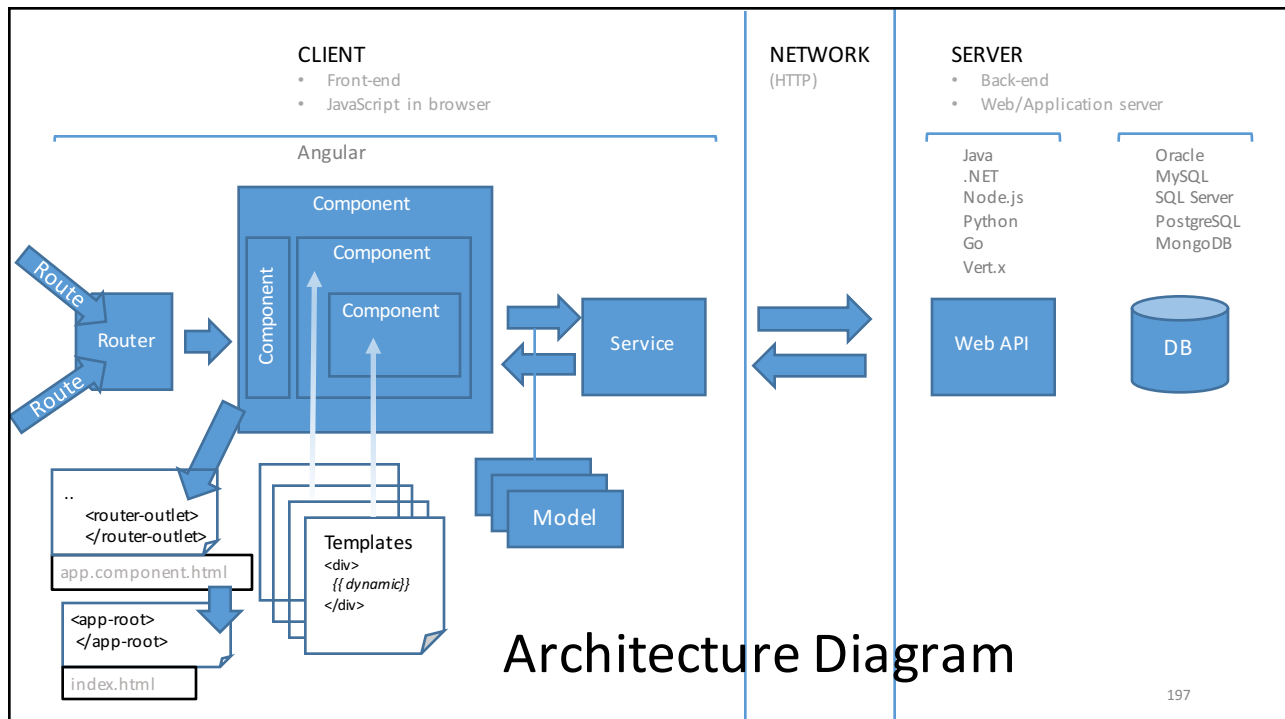 CLIENT
• Front-end
• JavaScript in browser
NETWORK
(HTTP)
SERVER
• Back-end
• Web/Application server
Angular
Java
.NET
Node.js
Python
Go
Vert.x
Oracle
MySQL
SQL Server
PostgreSQL
MongoDB
Route
Route
Router
Component
Component
Component
Component
Service
Web API
DB
..
<router-outlet>
</router-outlet>
app.component.html
<app-root>
</app-root>
index.html
Templates
<div>
{{dynamic}}
</div>
Model
Architecture Diagram
197